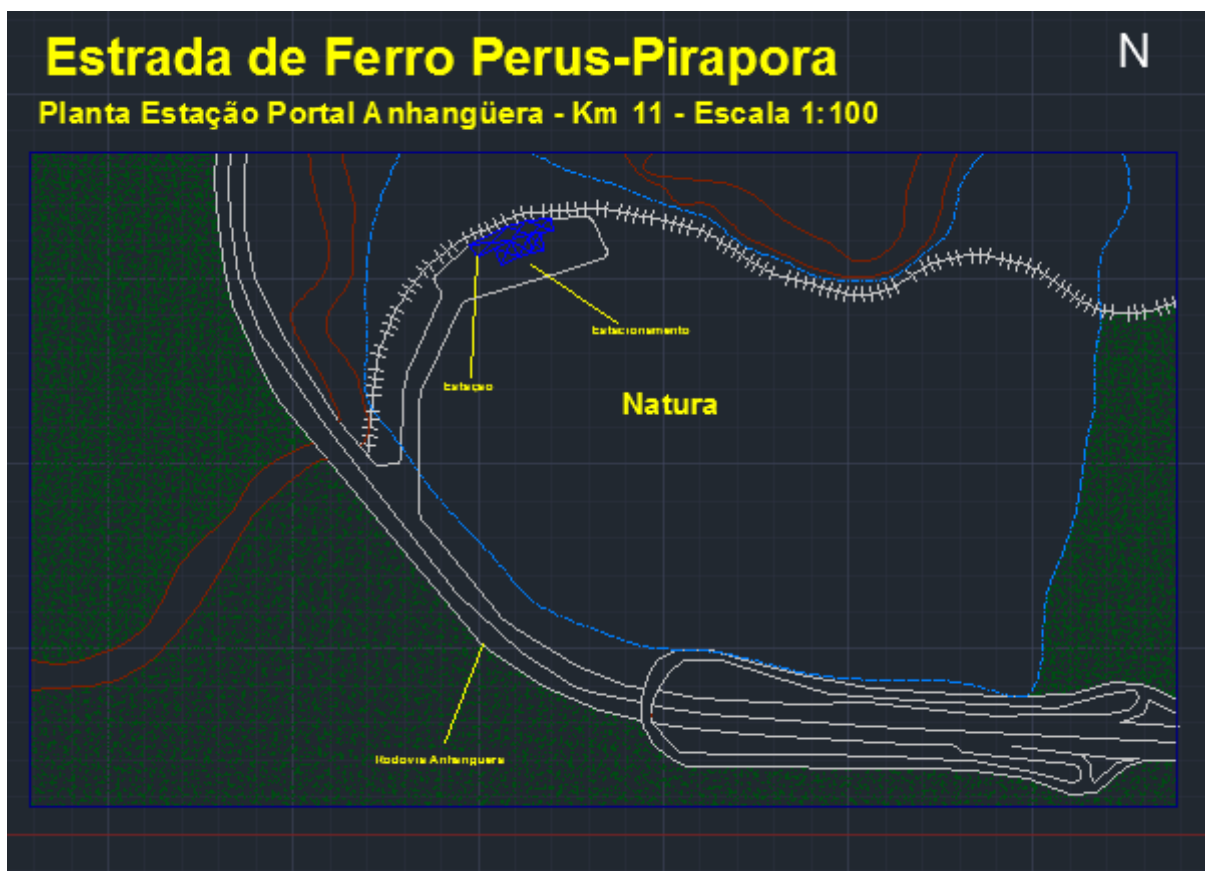 Estrada de Ferro Perus-Pirapora
N
Planta Estação Portal Anhangüera - Km 11 - Escala 1:100
Estacionamento
Estação
Natura
Rodovia Anhanguera